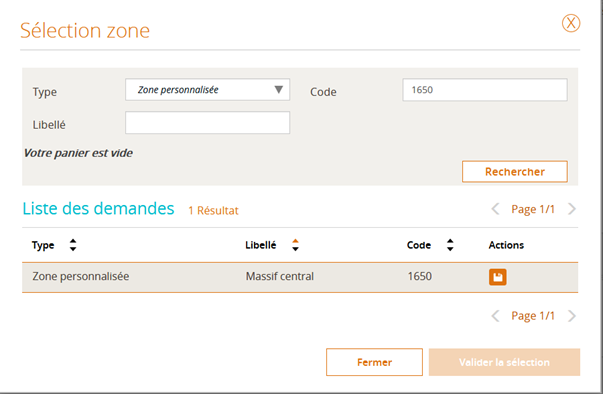 Sélection zone
X
Type Zone personnalisée Code 1650
Libellé
Votre panier est vide
Rechercher
Liste des demandes 1 Résultat Page 1/1
Type Libellé Code Actions
Zone personnalisée Massif central 1650
Page 1/1
Fermer Valider la sélection